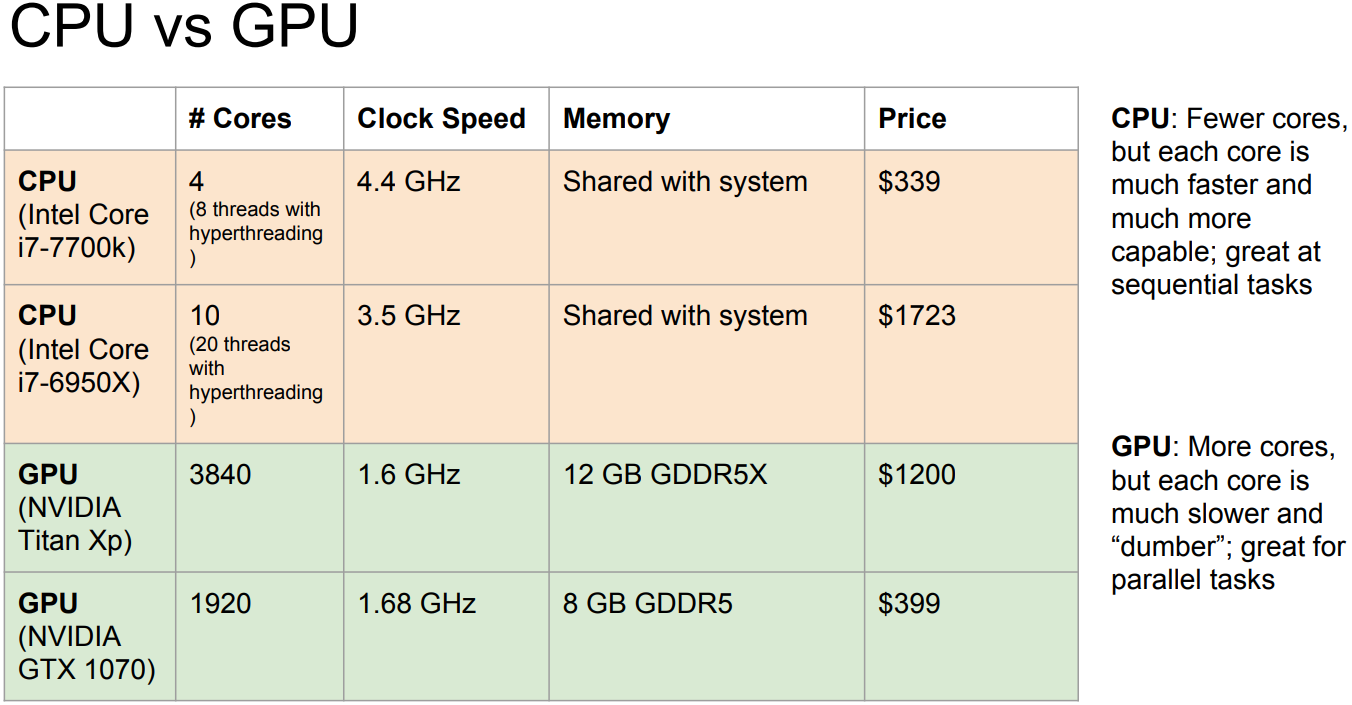 CPU vs GPU
# Cores
Clock Speed
Memory
Price
CPU
(Intel Core
i7-7700k)
4
(8 threads with
hyperthreading
)
4.4 GHz
Shared with system
$339
CPU
(Intel Core
i7-6950X)
10
(20 threads
with
hyperthreading
)
3.5 GHz
Shared with system
$1723
GPU
(NVIDIA
Titan Xp)
3840
1.6 GHz
12 GB GDDR5X
$1200
GPU
(NVIDIA
GTX 1070)
1920
1.68 GHz
8 GB GDDR5
$399
CPU: Fewer cores,
but each core is
much faster and
much more
capable; great at
sequential tasks
GPU: More cores,
but each core is
much slower and
“dumber”; great for
parallel tasks